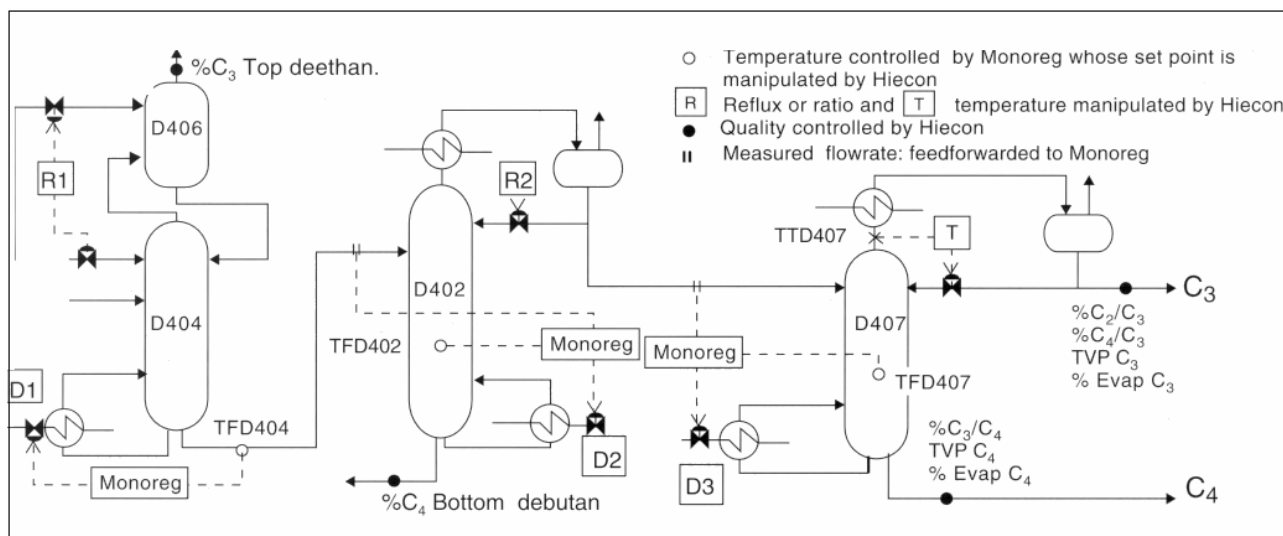 %C3 Top deethan.
D406
R1
D404
D1
TFD404
Monoreg
R2
D402
TFD402
Monoreg
D2
%C4 Bottom debutan
Temperature controlled by Monoreg whose set point is
manipulated by Hiecon
R Reflux or ratio and T temperature manipulated by Hiecon
Quality controlled by Hiecon
Measured flowrate: feedforwarded to Monoreg
TTD407
T
D407
Monoreg
TFD407
D3
C3
%C2/C3
%C4/C3
TVP C3
% Evap C3
%C3/C4
TVP C4
% Evap C4
C4